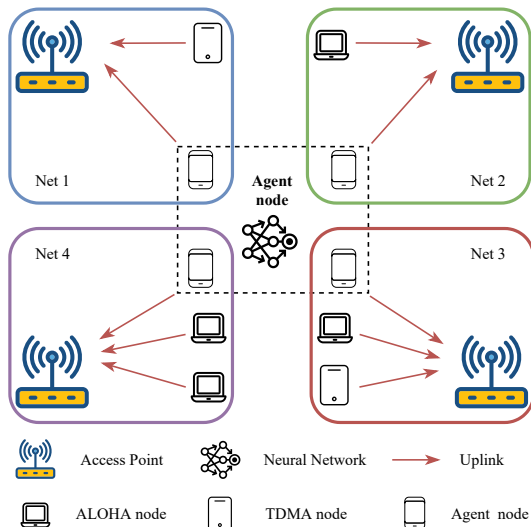 Net 1
Net 2
Agent
node
Net 4
Net 3
Access Point
Neural Network
Uplink
ALOHA node
TDMA node
Agent node